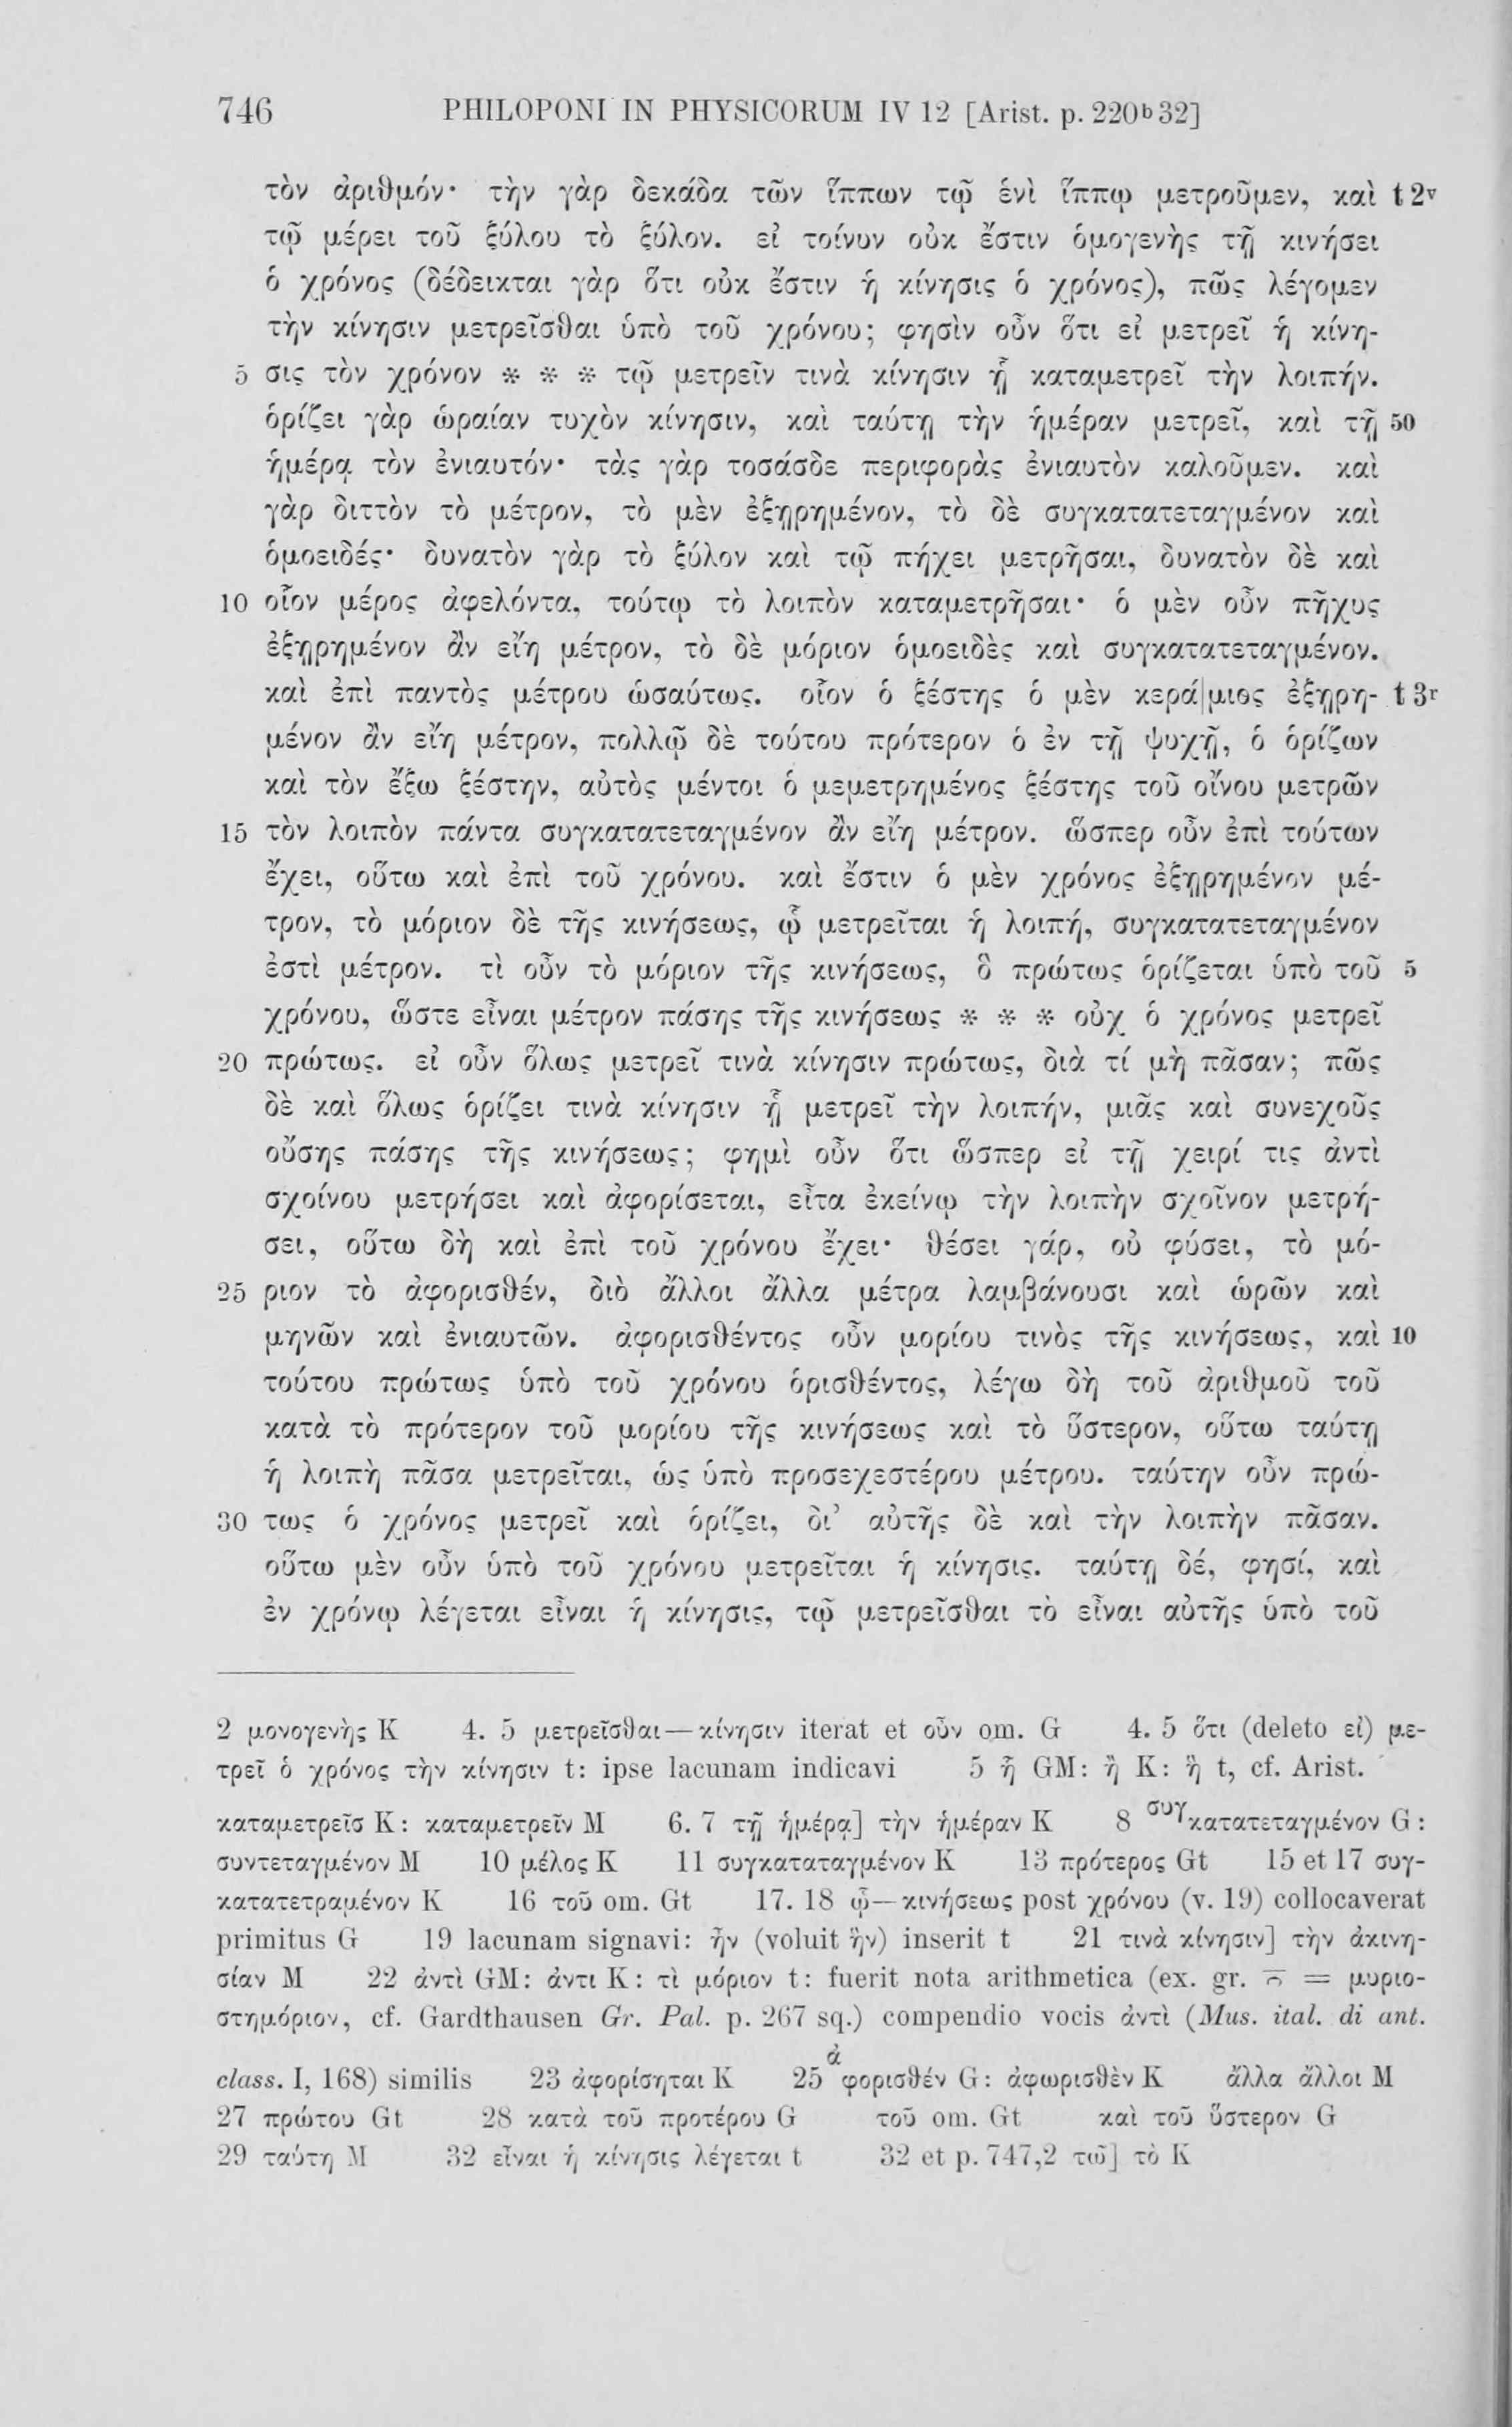 746 PHILOPONI IN PHYSICORUM IV 12 [Arist. p. 220b32]
τὸν ἀριθμόν· τὴν γὰρ δεκάδα τῶν ἵππων τῷ ἑνὶ ἵππῳ μετροῦμεν, καὶ t 2v
τῷ μέρει τοῦ ξύλου τὸ ξύλον. εἰ τοίνυν οὐκ ἔστιν ὁμογενὴς τῇ κινήσει
ὁ χρόνος (δέδεικται γὰρ ὅτι οὐκ ἔστιν ἡ κίνησις ὁ χρόνος), πῶς λέγομεν
τὴν κίνησιν μετρεῖσθαι ὑπὸ τοῦ χρόνου; φησὶν οὖν ὅτι εἰ μετρεῖ ἡ κίνη-
5 σις τὸν χρόνον * * * τῷ μετρεῖν τινὰ κίνησιν ᾗ καταμετρεῖ τὴν λοιπήν.
ὁρίζει γὰρ ὡραίαν τυχὸν κίνησιν, καὶ ταύτῃ τὴν ἡμέραν μετρεῖ, καὶ τῇ 50
ἡμέρᾳ τὸν ἐνιαυτόν· τὰς γὰρ τοσάσδε περιφορὰς ἐνιαυτὸν καλοῦμεν. καὶ
γὰρ διττὸν τὸ μέτρον, τὸ μὲν ἐξῃρημένον, τὸ δὲ συγκατατεταγμένον καὶ
ὁμοειδές· δυνατὸν γὰρ τὸ ξύλον καὶ τῷ πήχει μετρῆσαι, δυνατὸν δὲ καὶ
10 οἷον μέρος ἀφελόντα, τούτῳ τὸ λοιπὸν καταμετρῆσαι· ὁ μὲν οὖν πῆχυς
ἐξῃρημένον ἂν εἴη μέτρον, τὸ δὲ μόριον ὁμοειδὲς καὶ συγκατατεταγμένον.
καὶ ἐπὶ παντὸς μέτρου ὡσαύτως. οἷον ὁ ξέστης ὁ μὲν κερά|μιος ἐξῃρη- t 3r
μένον ἂν εἴη μέτρον, πολλῷ δὲ τούτου πρότερον ὁ ἐν τῇ ψυχῇ, ὁ ὁρίζων
καὶ τὸν ἔξω ξέστην, αὐτὸς μέντοι ὁ μεμετρημένος ξέστης τοῦ οἴνου μετρῶν
15 τὸν λοιπὸν πάντα συγκατατεταγμένον ἂν εἴη μέτρον. ὥσπερ οὖν ἐπὶ τούτων
ἔχει, οὕτω καὶ ἐπὶ τοῦ χρόνου. καὶ ἔστιν ὁ μὲν χρόνος ἐξῃρημένον μέ-
τρον, τὸ μόριον δὲ τῆς κινήσεως, ᾧ μετρεῖται ἡ λοιπή, συγκατατεταγμένον
ἐστὶ μέτρον. τὶ οὖν τὸ μόριον τῆς κινήσεως, ὃ πρώτως ὁρίζεται ὑπὸ τοῦ 5
χρόνου, ὥστε εἶναι μέτρον πάσης τῆς κινήσεως * * * οὐχ ὁ χρόνος μετρεῖ
20 πρώτως. εἰ οὖν ὅλως μετρεῖ τινὰ κίνησιν πρώτως, διὰ τί μὴ πᾶσαν; πῶς
δὲ καὶ ὅλως ὁρίζει τινὰ κίνησιν ᾗ μετρεῖ τὴν λοιπήν, μιᾶς καὶ συνεχοῦς
οὔσης πάσης τῆς κινήσεως; φημὶ οὖν ὅτι ὥσπερ εἰ τῇ χειρί τις ἀντὶ
σχοίνου μετρήσει καὶ ἀφορίσεται, εἶτα ἐκείνῳ τὴν λοιπὴν σχοῖνον μετρή-
σει, οὕτω δὴ καὶ ἐπὶ τοῦ χρόνου ἔχει· θέσει γάρ, οὐ φύσει, τὸ μό-
25 ριον τὸ ἀφορισθέν, διὸ ἄλλοι ἄλλα μέτρα λαμβάνουσι καὶ ὡρῶν καὶ
μηνῶν καὶ ἐνιαυτῶν. ἀφορισθέντος οὖν μορίου τινὸς τῆς κινήσεως, καὶ 10
τούτου πρώτως ὑπὸ τοῦ χρόνου ὁρισθέντος, λέγω δὴ τοῦ ἀριθμοῦ τοῦ
κατὰ τὸ πρότερον τοῦ μορίου τῆς κινήσεως καὶ τὸ ὕστερον, οὕτω ταύτῃ
ἡ λοιπὴ πᾶσα μετρεῖται, ὡς ὑπὸ προσεχεστέρου μέτρου. ταύτην οὖν πρώ-
30 τως ὁ χρόνος μετρεῖ καὶ ὁρίζει, δι’ αὐτῆς δὲ καὶ τὴν λοιπὴν πᾶσαν.
οὕτω μὲν οὖν ὑπὸ τοῦ χρόνου μετρεῖται ἡ κίνησις. ταύτῃ δέ, φησί, καὶ
ἐν χρόνῳ λέγεται εἶναι ἡ κίνησις, τῷ μετρεῖσθαι τὸ εἶναι αὐτῆς ὑπὸ τοῦ
2 μονογενὴς K 4. 5 μετρεῖσθαι—κίνησιν iterat et οὖν om. G 4. 5 ὅτι (deleto εἰ) με-
τρεῖ ὁ χρόνος τὴν κίνησιν t: ipse lacunam indicavi 5 ᾗ GM: ἢ K: ἣ t, cf. Arist.
καταμετρεῖσ K: καταμετρεῖν M 6. 7 τῇ ἡμέρᾳ] τὴν ἡμέραν K 8 συγκατατεταγμένον G:
συντεταγμένον M 10 μέλος K 11 συγκαταταγμένον K 13 πρότερος Gt 15 et 17 συγ-
κατατετραμένον K 16 τοῦ om. Gt 17. 18 ᾧ—κινήσεως post χρόνου (v. 19) collocaverat
primitus G 19 lacunam signavi: ἦν (voluit ἣν) inserit t 21 τινὰ κίνησιν] τὴν ἀκινη-
σίαν M 22 ἀντὶ GM: ἀντι K: τὶ μόριον t: fuerit nota arithmetica (ex. gr. = μυριο-
στημόριον, cf. Gardthausen Gr. Pal. p. 267 sq.) compendio vocis ἀντὶ (Mus. ital. di ant.
class. I, 168) similis 23 ἀφορίσηται K 25 ἀφορισθέν G: ἀφωρισθὲν K ἄλλα ἄλλοι M
27 πρώτου Gt 28 κατὰ τοῦ προτέρου G τοῦ om. Gt καὶ τοῦ ὕστερον G
29 ταύτη M 32 εἶναι ἡ κίνησις λέγεται t 32 et p. 747,2 τῶ] τὸ K